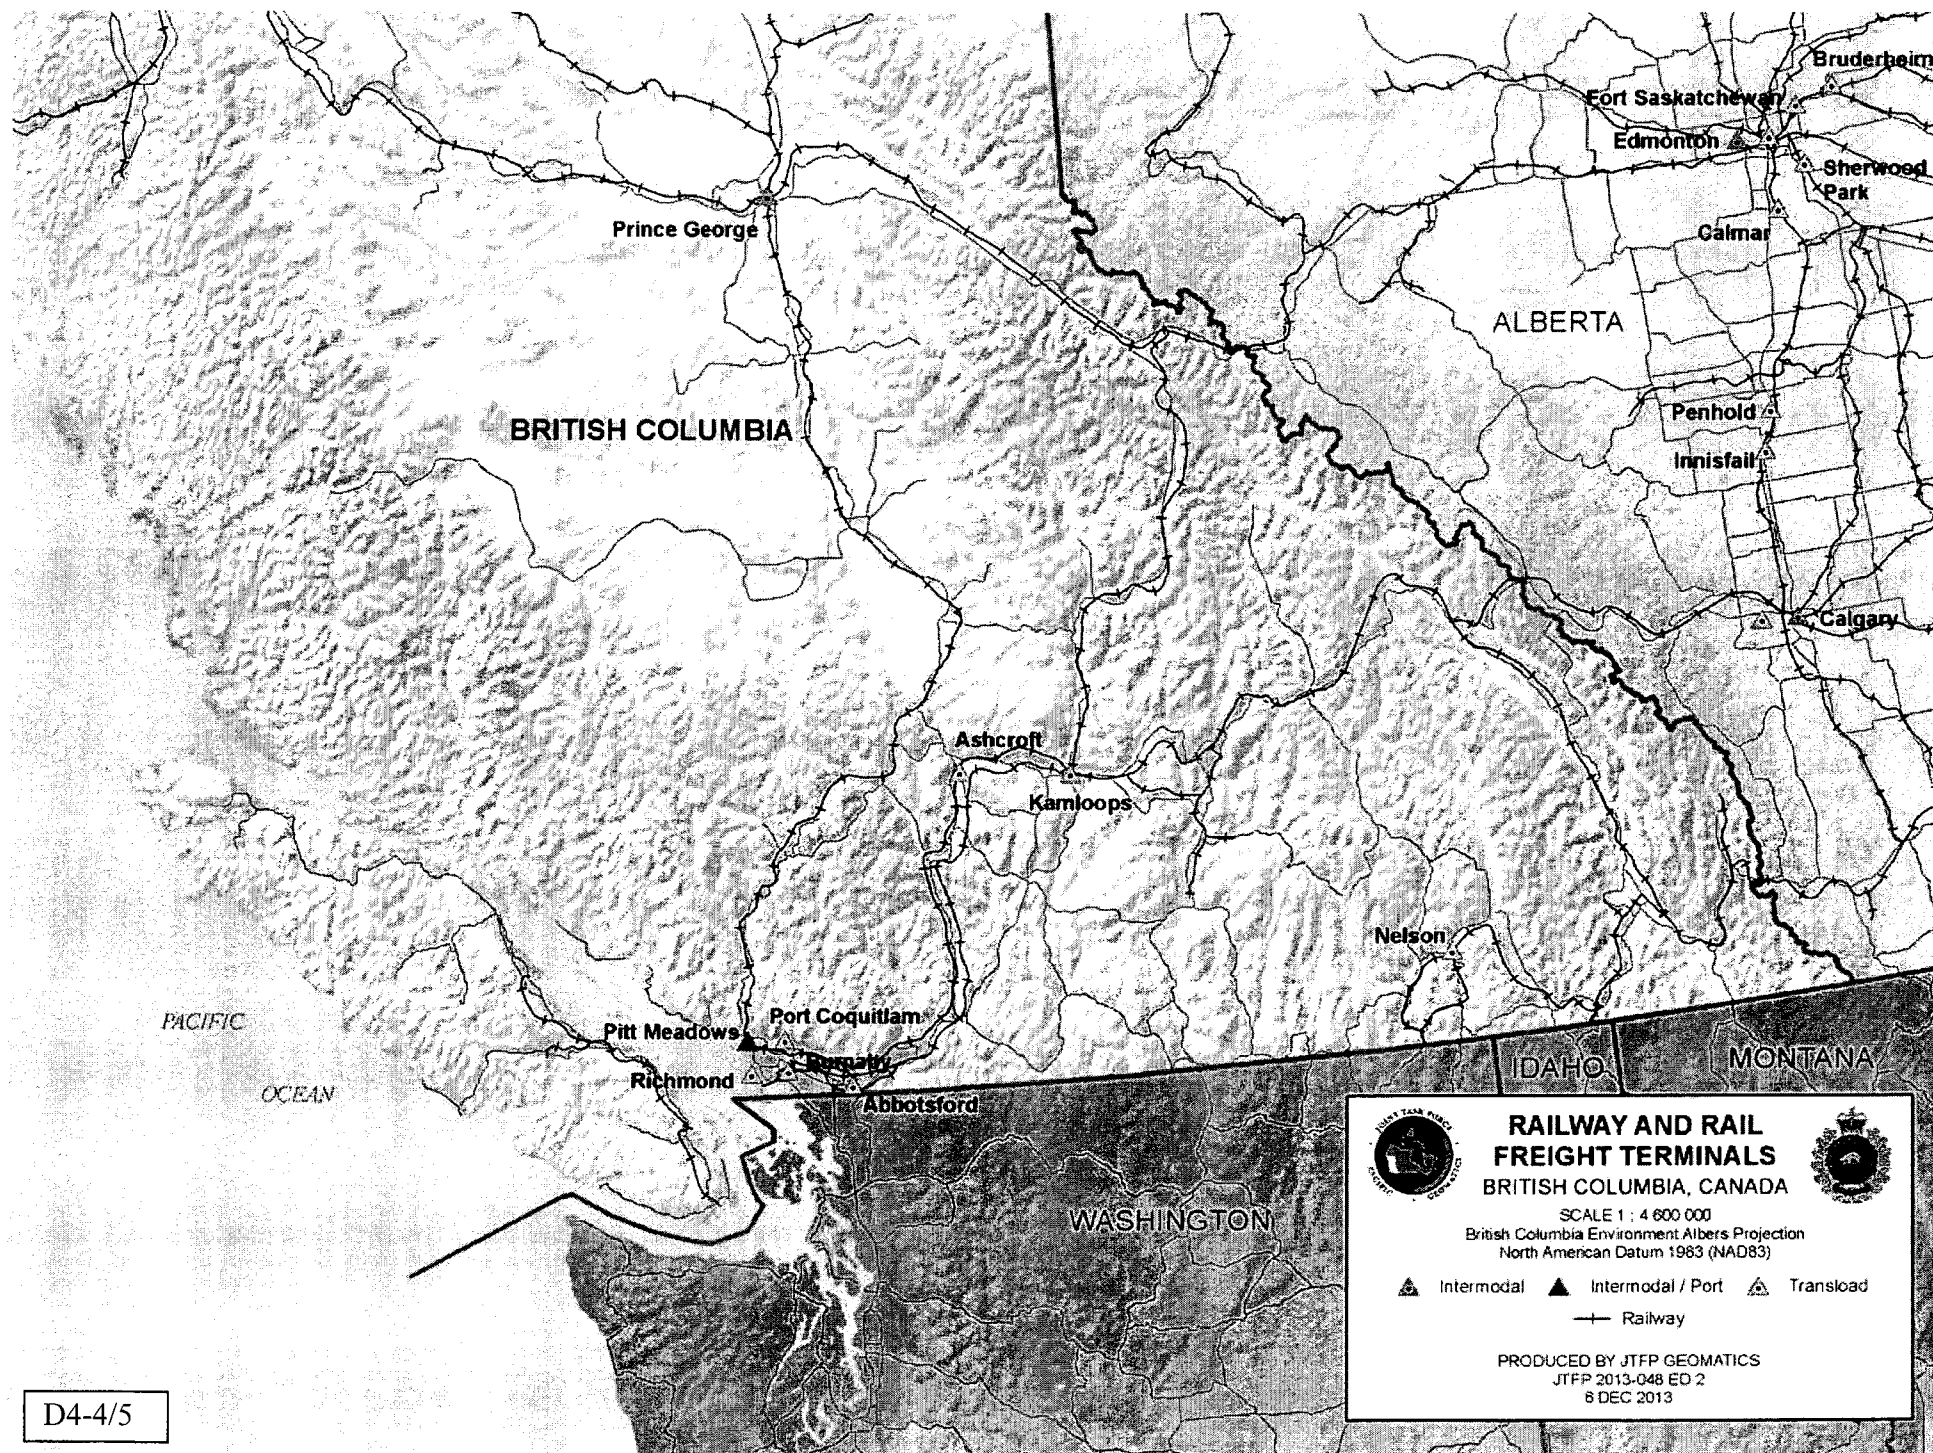 Bruderheim
Fort Saskatchewan
Edmonton
Sherwood
Park
Calmar
Prince George
ALBERTA
Penhold
BRITISH COLUMBIA
Innisfail
Calgary
Ashcroft
Kamloops
Nelson
PACIFIC
OCEAN
Port Coquitlam
Pitt Meadows
Burnaby
Richmond
Abbotsford
IDAHO
MONTANA
WASHINGTON
RAILWAY AND RAIL
FREIGHT TERMINALS
BRITISH COLUMBIA, CANADA
SCALE 1 : 4 600 000
British Columbia Environment Albers Projection
North American Datum 1983 (NAD83)
Intermodal Intermodal / Port Transload
Railway
PRODUCED BY JTFP GEOMATICS
JTFP 2013-048 ED 2
6 DEC 2013
D4-4/5